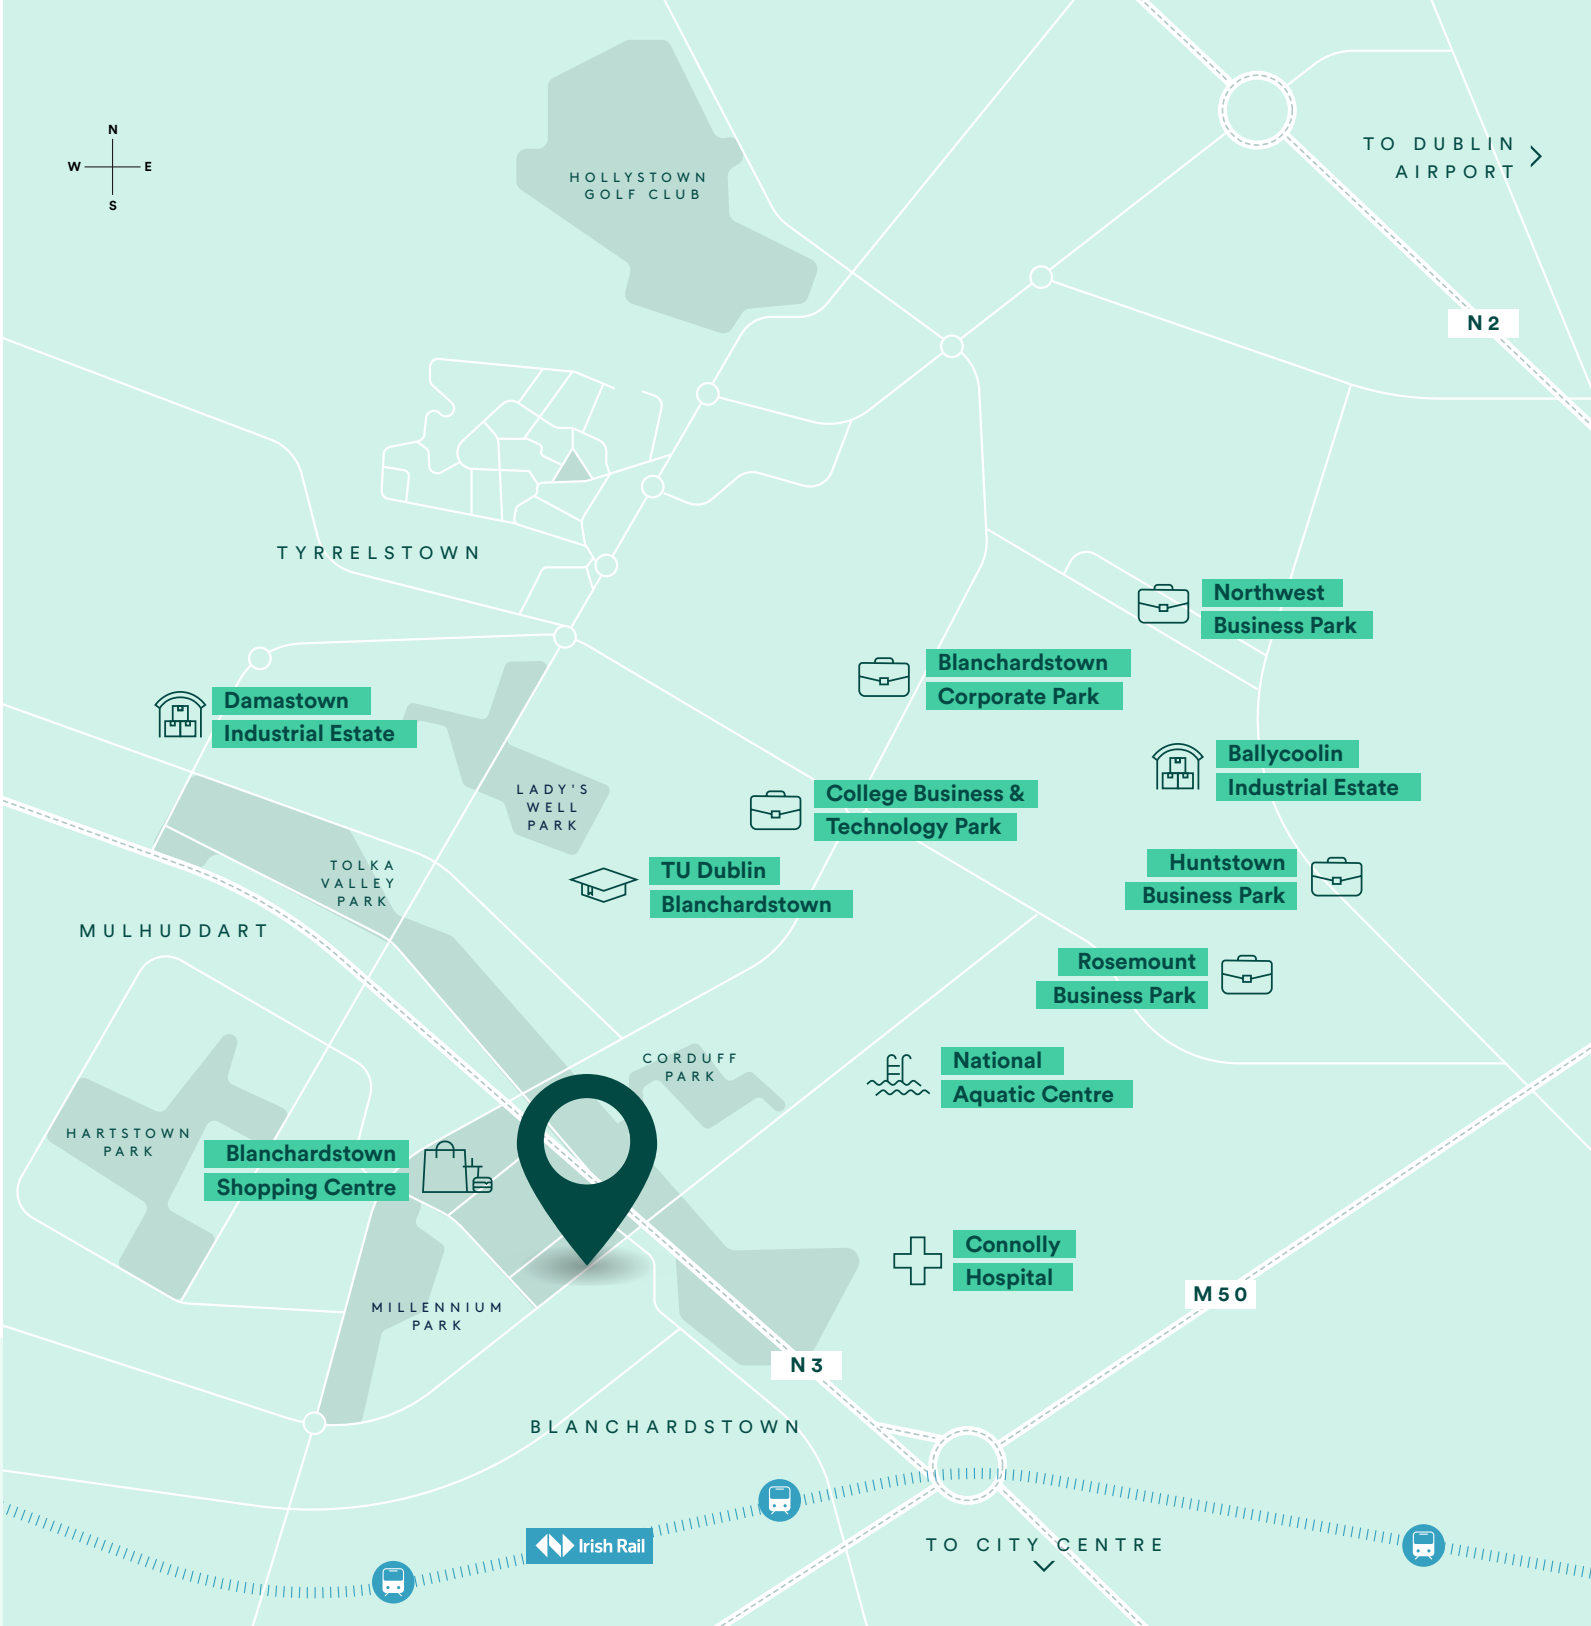 N
W E
S
HOLLYSTOWN
GOLF CLUB
TO DUBLIN
AIRPORT
N2
TYRRELSTOWN
Northwest
Business Park
Blanchardstown
Corporate Park
Damastown
Industrial Estate
Ballycoolin
Industrial Estate
LADY'S
WELL
PARK
College Business &
Technology Park
TOLKA
VALLEY
PARK
TU Dublin
Blanchardstown
Huntstown
Business Park
MULHUDDART
Rosemount
Business Park
CORDUFF
PARK
National
Aquatic Centre
HARTSTOWN
PARK
Blanchardstown
Shopping Centre
Connolly
Hospital
MILLENNIUM
PARK
M50
N3
BLANCHARDSTOWN
Irish Rail
TO CITY CENTRE